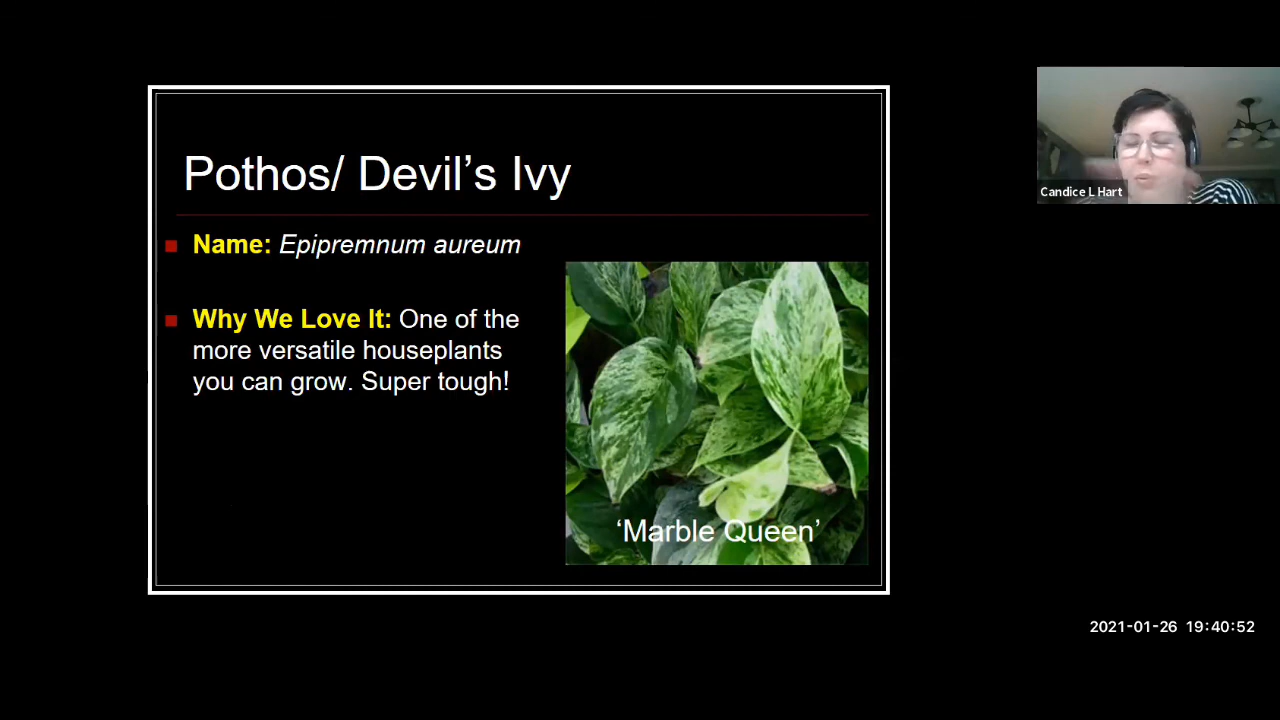 Pothos/ Devil’s Ivy
Name: Epipremnum aureum
Why We Love It: One of the
more versatile houseplants
you can grow. Super tough!
‘Marble Queen’
Candice L Hart
2021-01-26 19:40:52